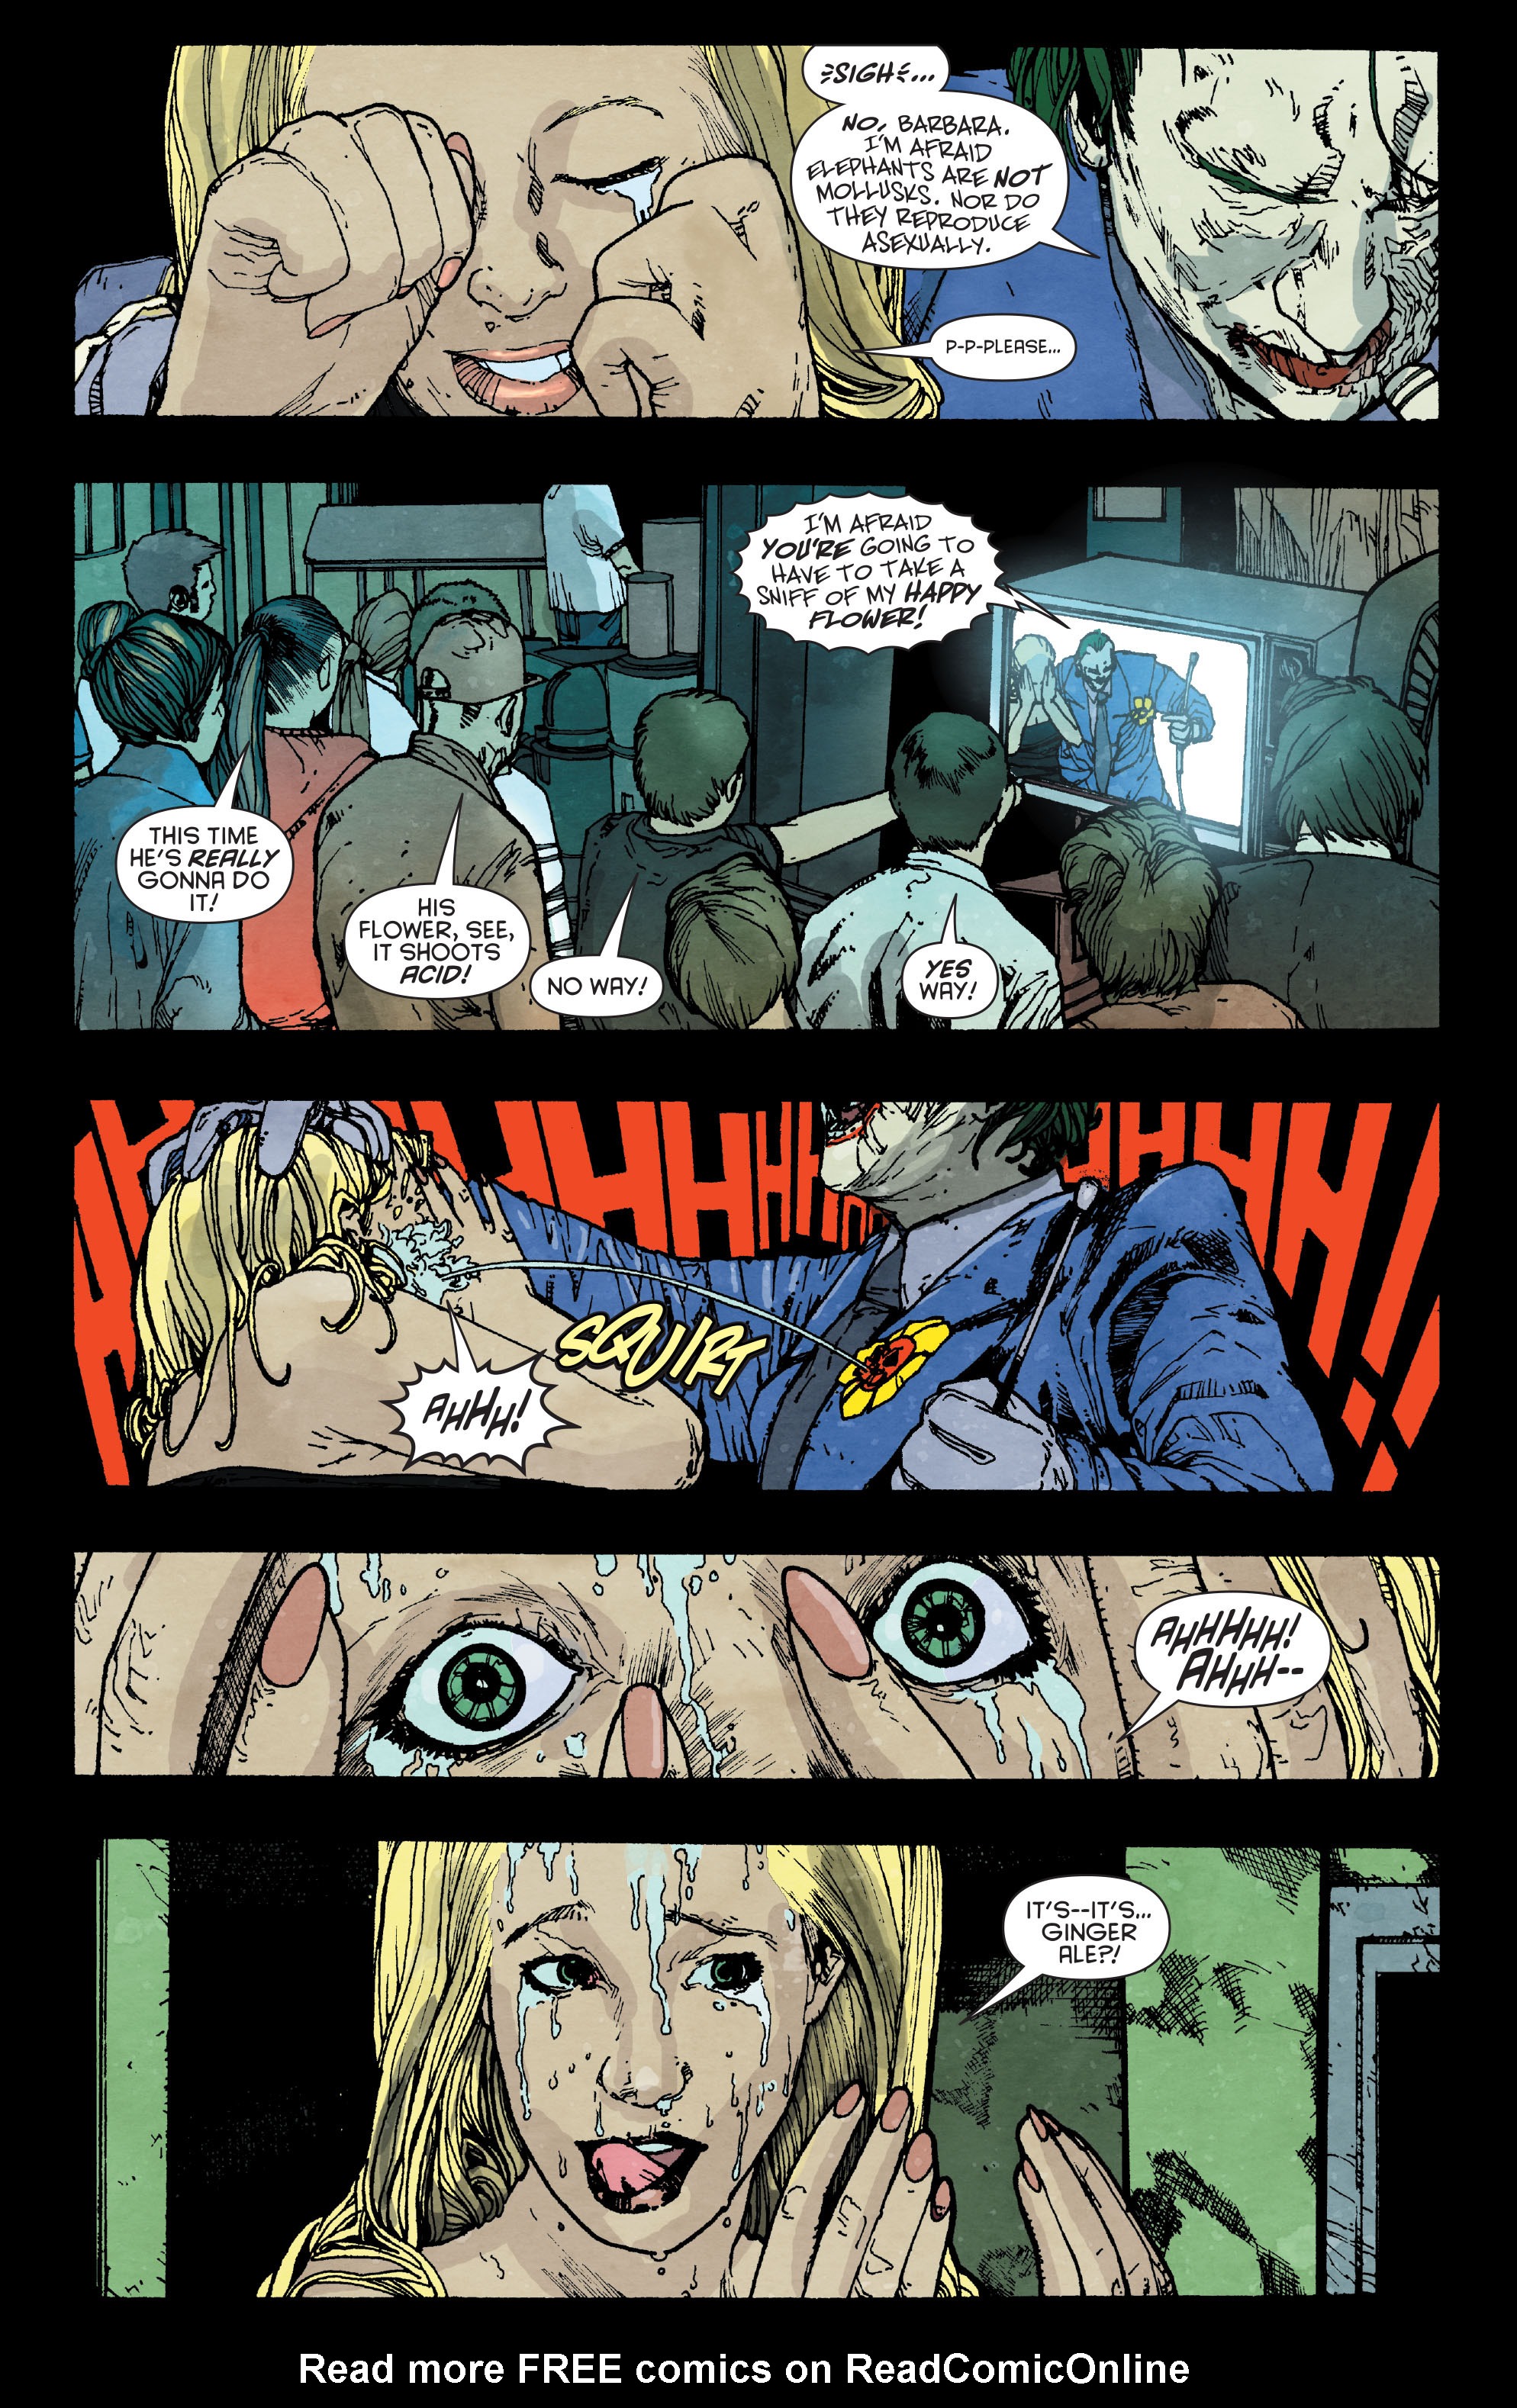 SIGH...
NO, BARBARA.
I'M AFRAID
ELEPHANTS ARE NOT
MOLLUSKS. NOR DO
THEY REPRODUCE
ASEXUALLY.
P-P-PLEASE...
I'M AFRAID
YOU'RE GOING TO
HAVE TO TAKE A
SNIFF OF MY HAPPY
FLOWER!
THIS TIME
HE'S REALLY
GONNA DO
IT!
HIS
FLOWER, SEE,
IT SHOOTS
ACID!
NO WAY!
YES
WAY!
SQUIRT
AHHH!
AHHHHH!
AHHH--
IT'S--IT'S...
GINGER
ALE?!
Read more FREE comics on ReadComicOnline